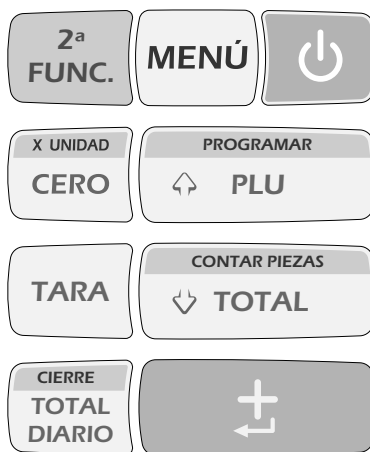 2ª
FUNC.
MENÚ
X UNIDAD
CERO
PROGRAMAR
PLU
TARA
CONTAR PIEZAS
TOTAL
CIERRE
TOTAL
DIARIO
+